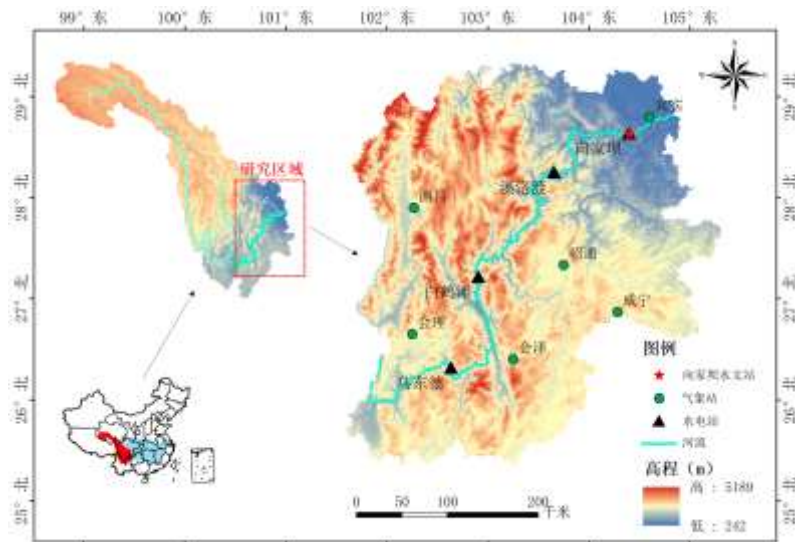 99° 东
100° 东
101° 东
102° 东
103° 东
104° 东
105° 东
29° 北
28° 北
27° 北
26° 北
25° 北
研究区域
宜宾
向家坝
溪洛渡
西昌
昭通
白鹤滩
威宁
会理
会泽
乌东德
图例
向家坝水文站
气象站
水电站
河流
高程（m）
高 : 5189
低 : 242
0 50 100 200
千米